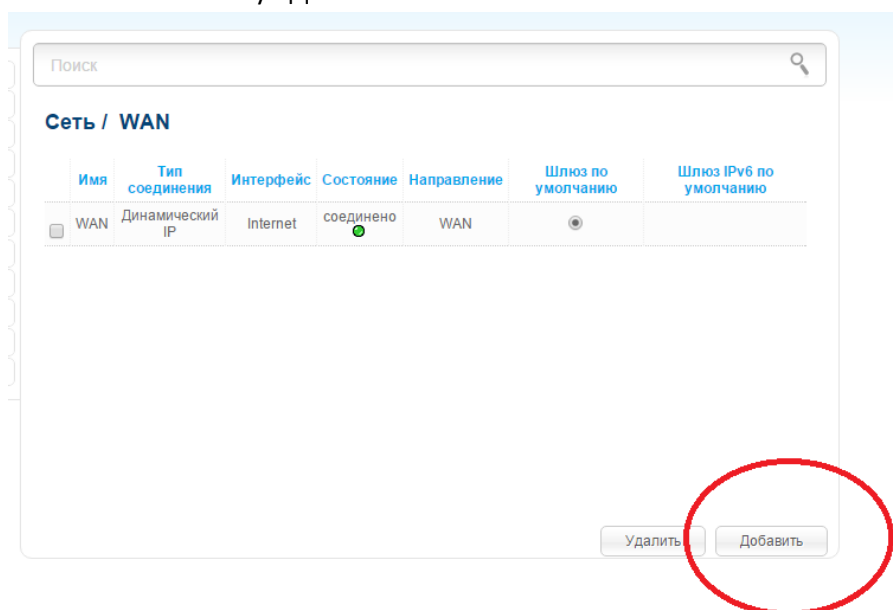 Поиск
Сеть / WAN
Имя Тип соединения Интерфейс Состояние Направление Шлюз по умолчанию Шлюз IPv6 по умолчанию
WAN Динамический IP Internet соединено WAN
Удалить Добавить